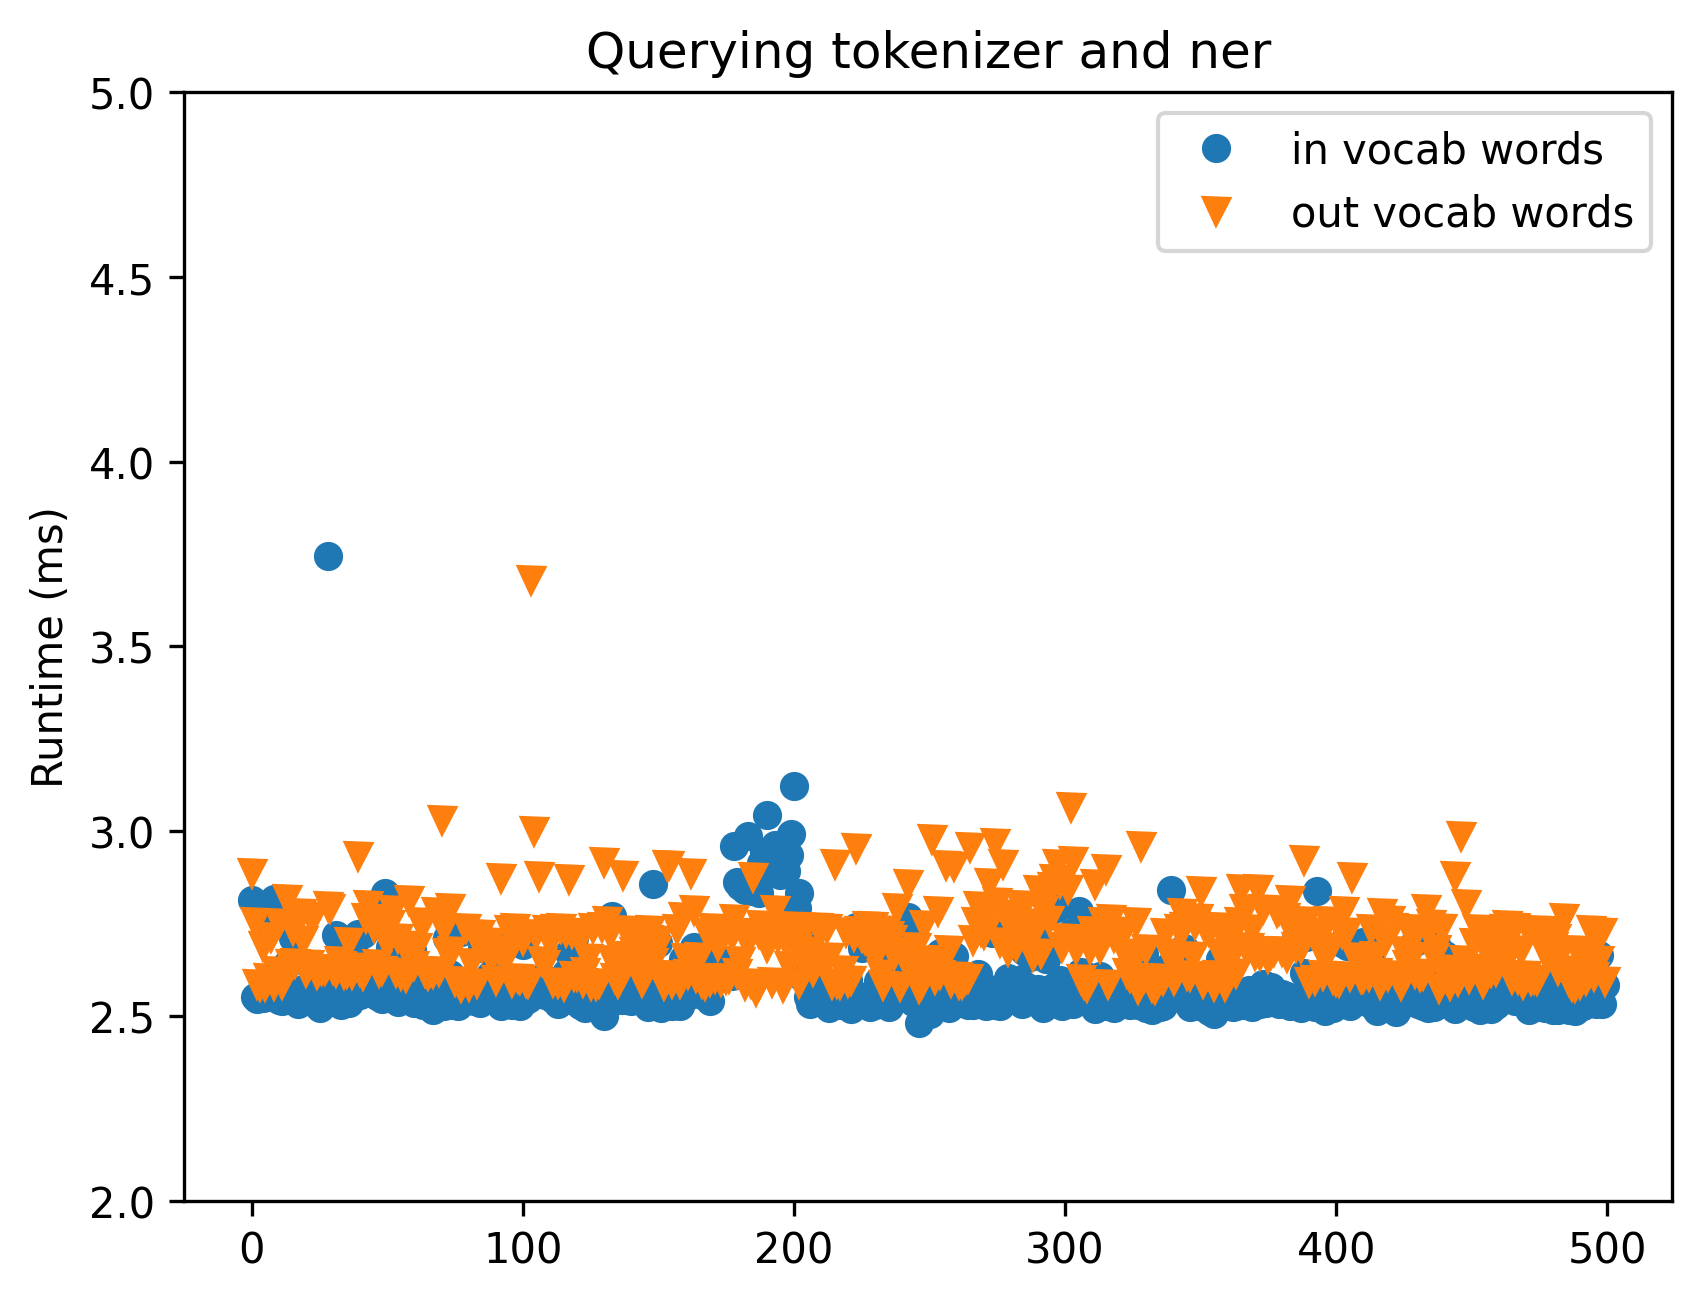 Querying tokenizer and ner
in vocab words
out vocab words
Runtime (ms)
5.0
4.5
4.0
3.5
3.0
2.5
2.0
0 100 200 300 400 500